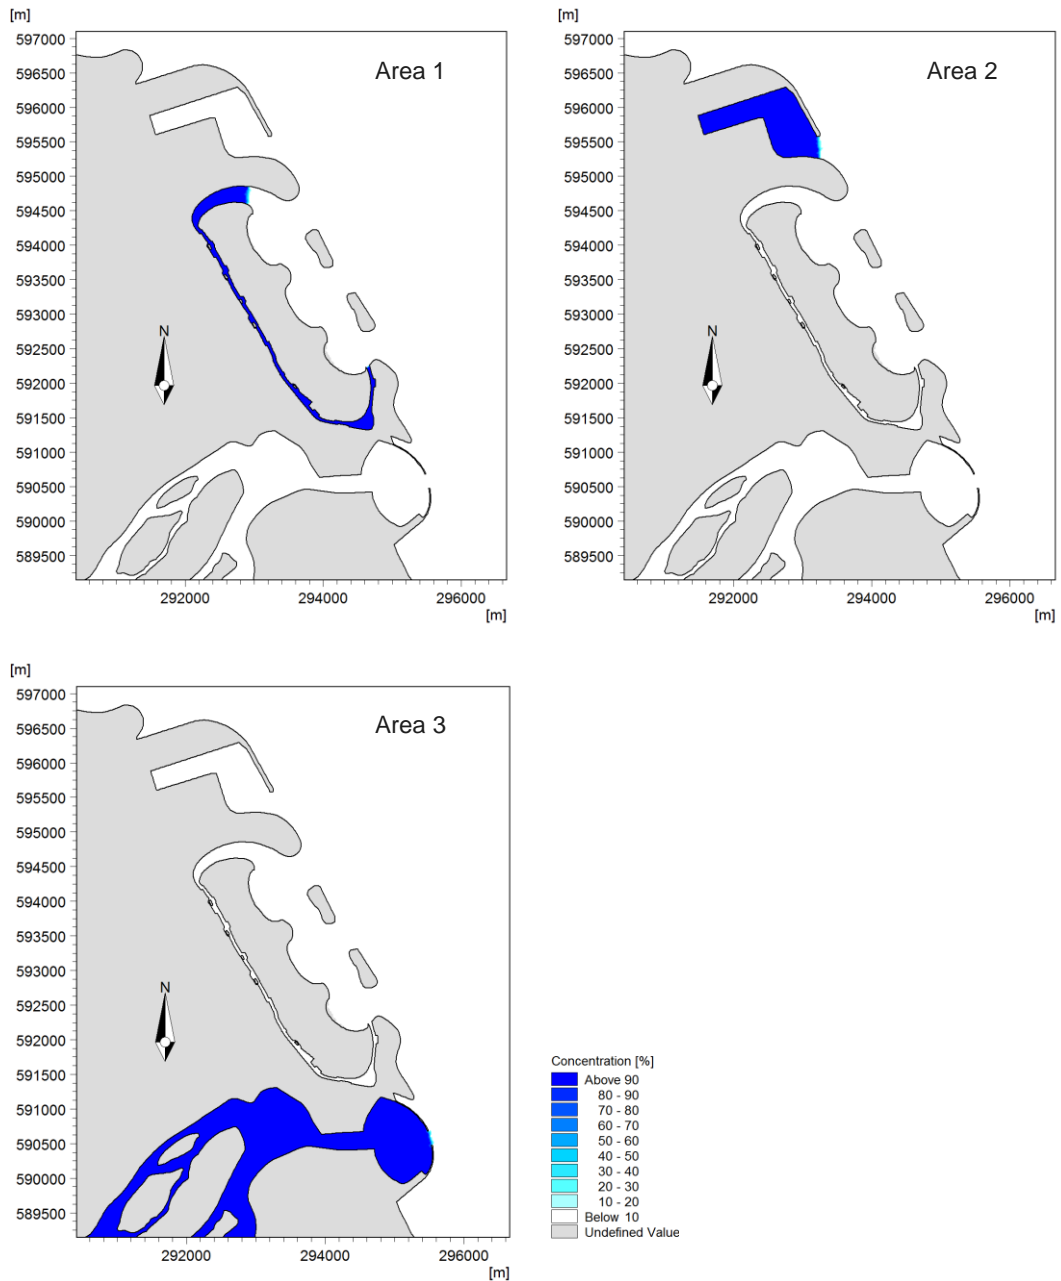 [m]
597000
596500
596000
595500
595000
594500
594000
593500
593000
592500
592000
591500
591000
590500
590000
589500
Area 1
N
292000 294000 296000
[m]
[m]
597000
596500
596000
595500
595000
594500
594000
593500
593000
592500
592000
591500
591000
590500
590000
589500
Area 2
N
292000 294000 296000
[m]
[m]
597000
596500
596000
595500
595000
594500
594000
593500
593000
592500
592000
591500
591000
590500
590000
589500
Area 3
N
292000 294000 296000
[m]
Concentration [%]
Above 90
80 - 90
70 - 80
60 - 70
50 - 60
40 - 50
30 - 40
20 - 30
10 - 20
Below 10
Undefined Value